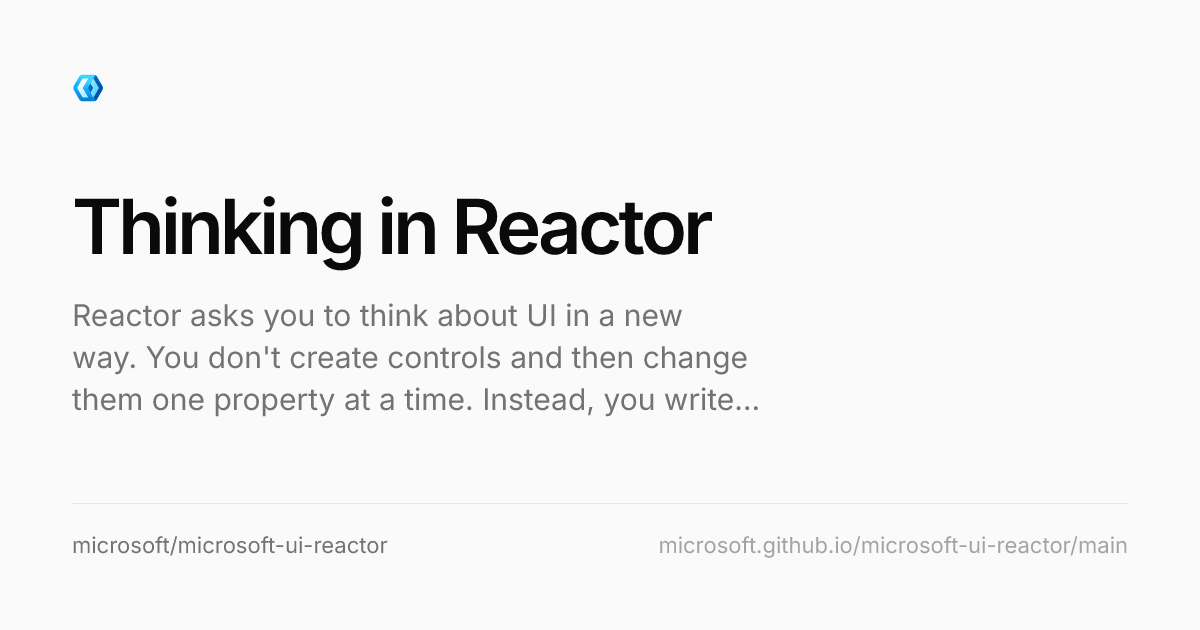 Thinking in Reactor
Reactor asks you to think about UI in a new
way. You don't create controls and then change
them one property at a time. Instead, you write...
microsoft/microsoft-ui-reactor
microsoft.github.io/microsoft-ui-reactor/main